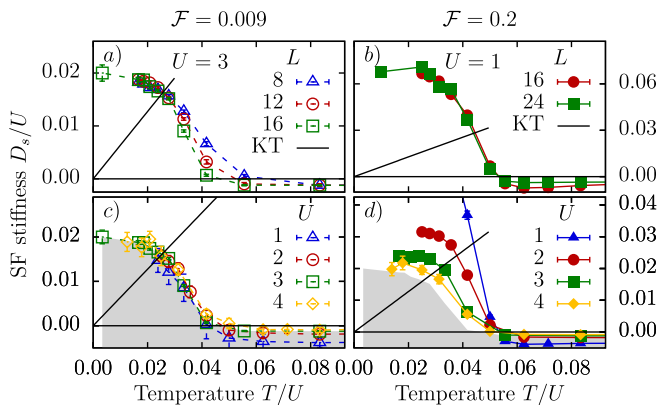 𝓕 = 0.009
𝓕 = 0.2
a)
U = 3
L
8
12
16
KT
0.02
0.01
0.00
b)
U = 1
L
16
24
KT
0.06
0.03
0.00
SF stiffness D_s/U
c)
U
1
2
3
4
0.02
0.01
0.00
d)
U
1
2
3
4
0.04
0.03
0.02
0.01
0.00
0.00 0.02 0.04 0.06 0.08
0.00 0.02 0.04 0.06 0.08
Temperature T/U
Temperature T/U